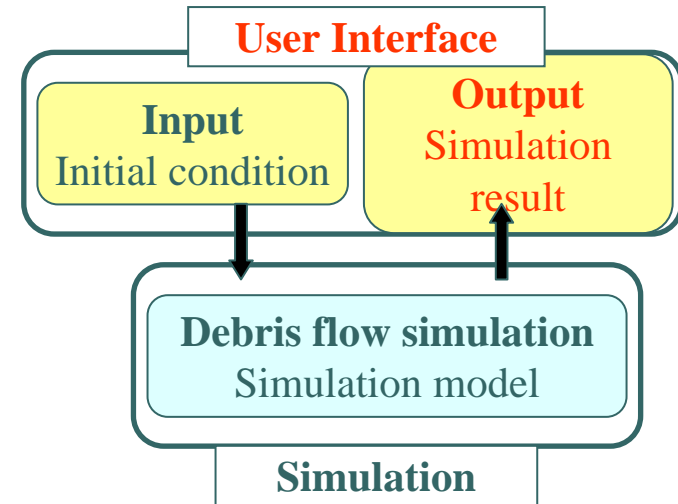 User Interface
Input
Initial condition
Output
Simulation
result
Debris flow simulation
Simulation model
Simulation